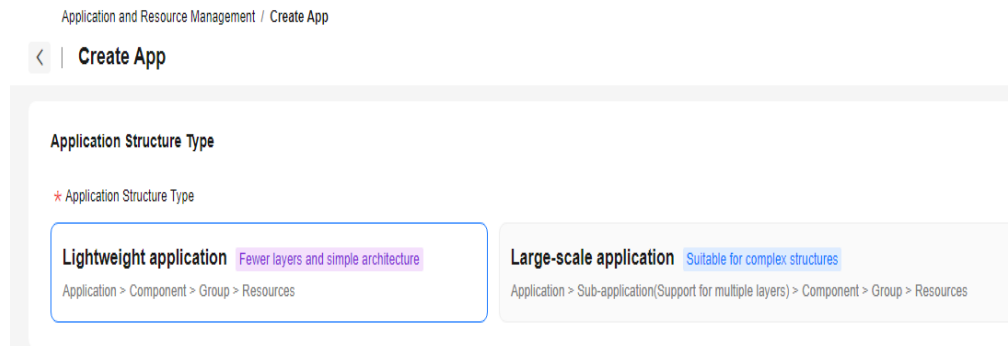 Application and Resource Management / Create App
Create App
Application Structure Type
* Application Structure Type
Lightweight application Fewer layers and simple architecture
Application > Component > Group > Resources
Large-scale application Suitable for complex structures
Application > Sub-application(Support for multiple layers) > Component > Group > Resources